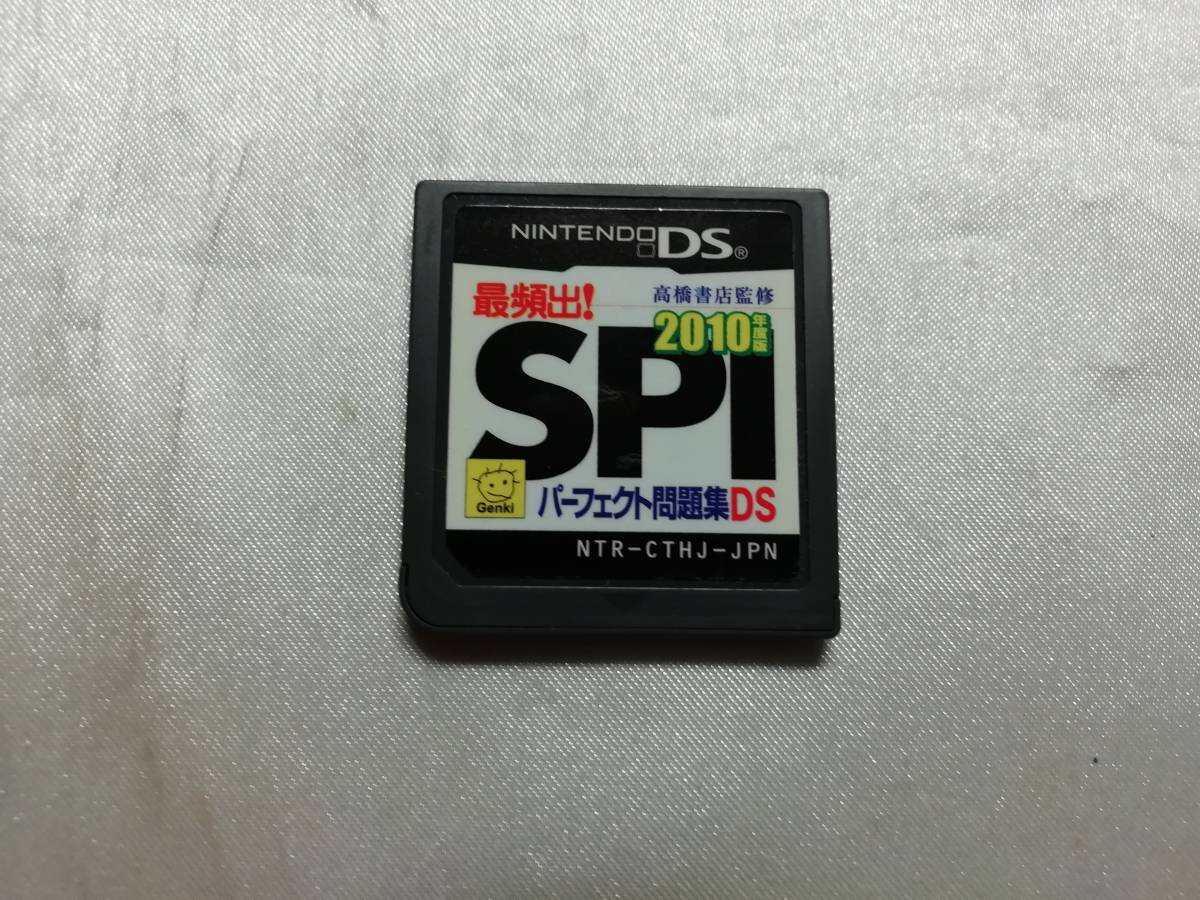 NINTENDO DS®
最頻出!
高橋書店監修
2010年度版
SPI
Genki
パーフェクト問題集DS
NTR-CTHJ-JPN